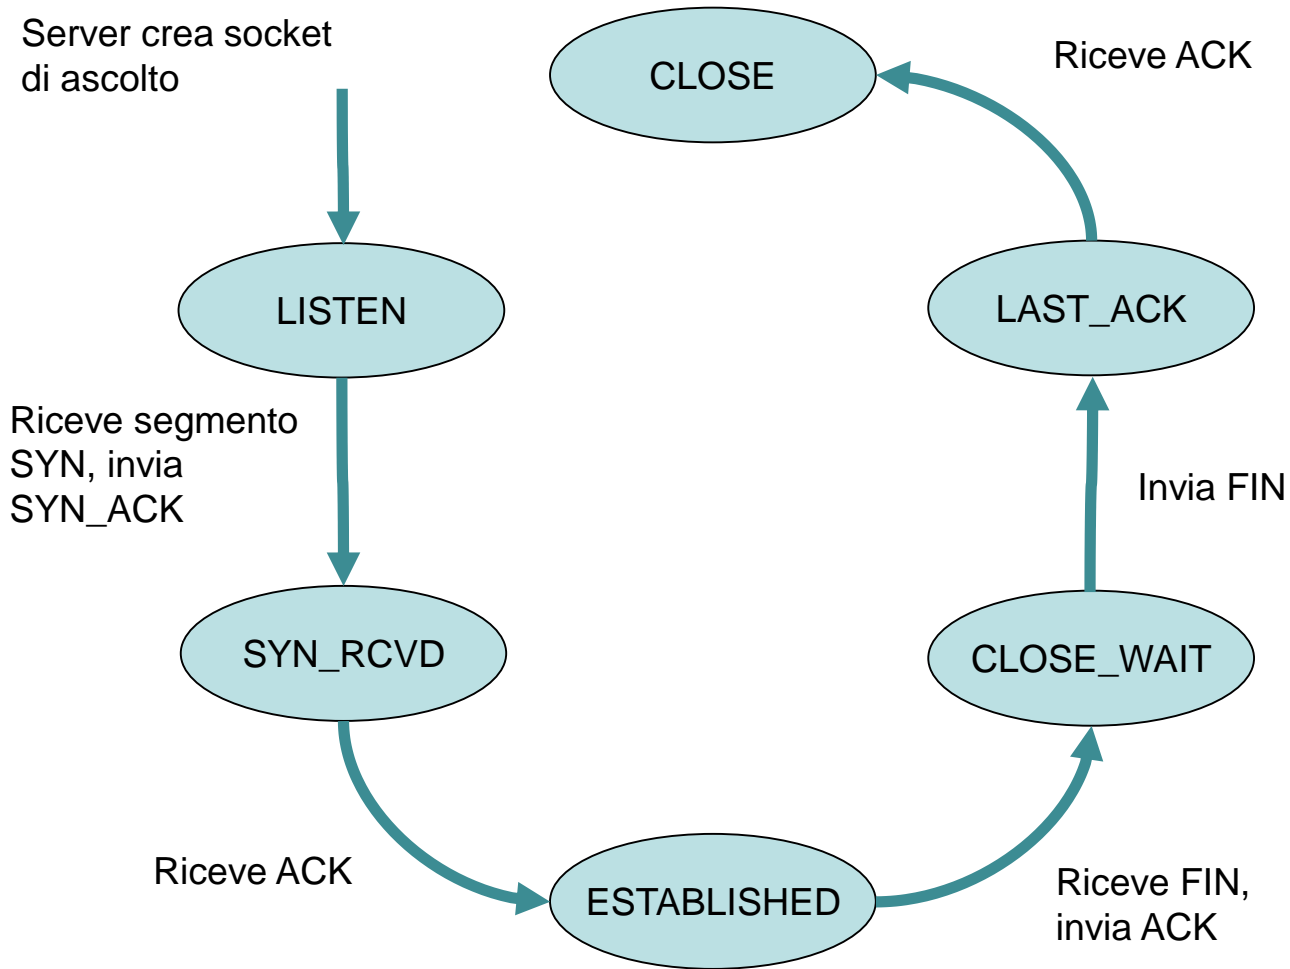 Server crea socket
di ascolto
CLOSE
Riceve ACK
LISTEN
LAST_ACK
Riceve segmento
SYN, invia
SYN_ACK
Invia FIN
SYN_RCVD
CLOSE_WAIT
Riceve ACK
ESTABLISHED
Riceve FIN,
invia ACK